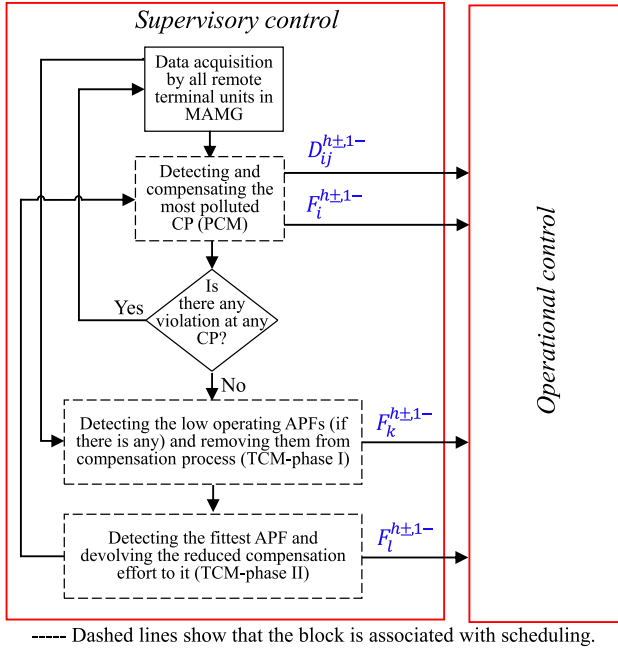 Supervisory control
Data acquisition
by all remote
terminal units in
MAMG
Detecting and
compensating the
most polluted
CP (PCM)
D_{ij}^{h±,1−}
F_i^{h±,1−}
Is
there any
violation at any
CP?
Yes
No
Detecting the low operating APFs (if
there is any) and removing them from
compensation process (TCM-phase I)
F_k^{h±,1−}
Detecting the fittest APF and
devolving the reduced compensation
effort to it (TCM-phase II)
F_l^{h±,1−}
Operational control
----- Dashed lines show that the block is associated with scheduling.